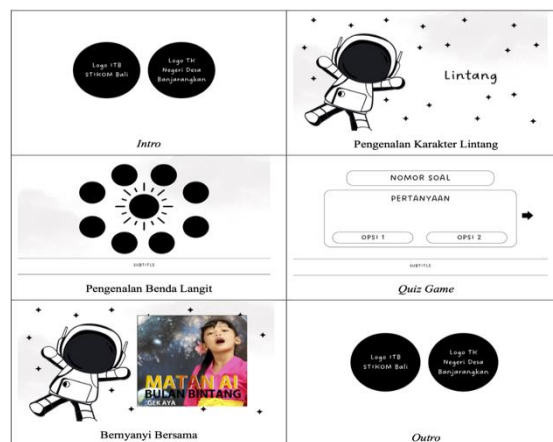 Logo ITB
STIKOM Bali
Logo TK
Negeri Desa
Banjarangkan
Intro
Lintang
Pengenalan Karakter Lintang
SUBTITLE
Pengenalan Benda Langit
NOMOR SOAL
PERTANYAAN
OPSI 1
OPSI 2
SUBTITLE
Quiz Game
MATAN AI
BULAN BINTANG
GEK AYA
Bernyanyi Bersama
Logo ITB
STIKOM Bali
Logo TK
Negeri Desa
Banjarangkan
Outro